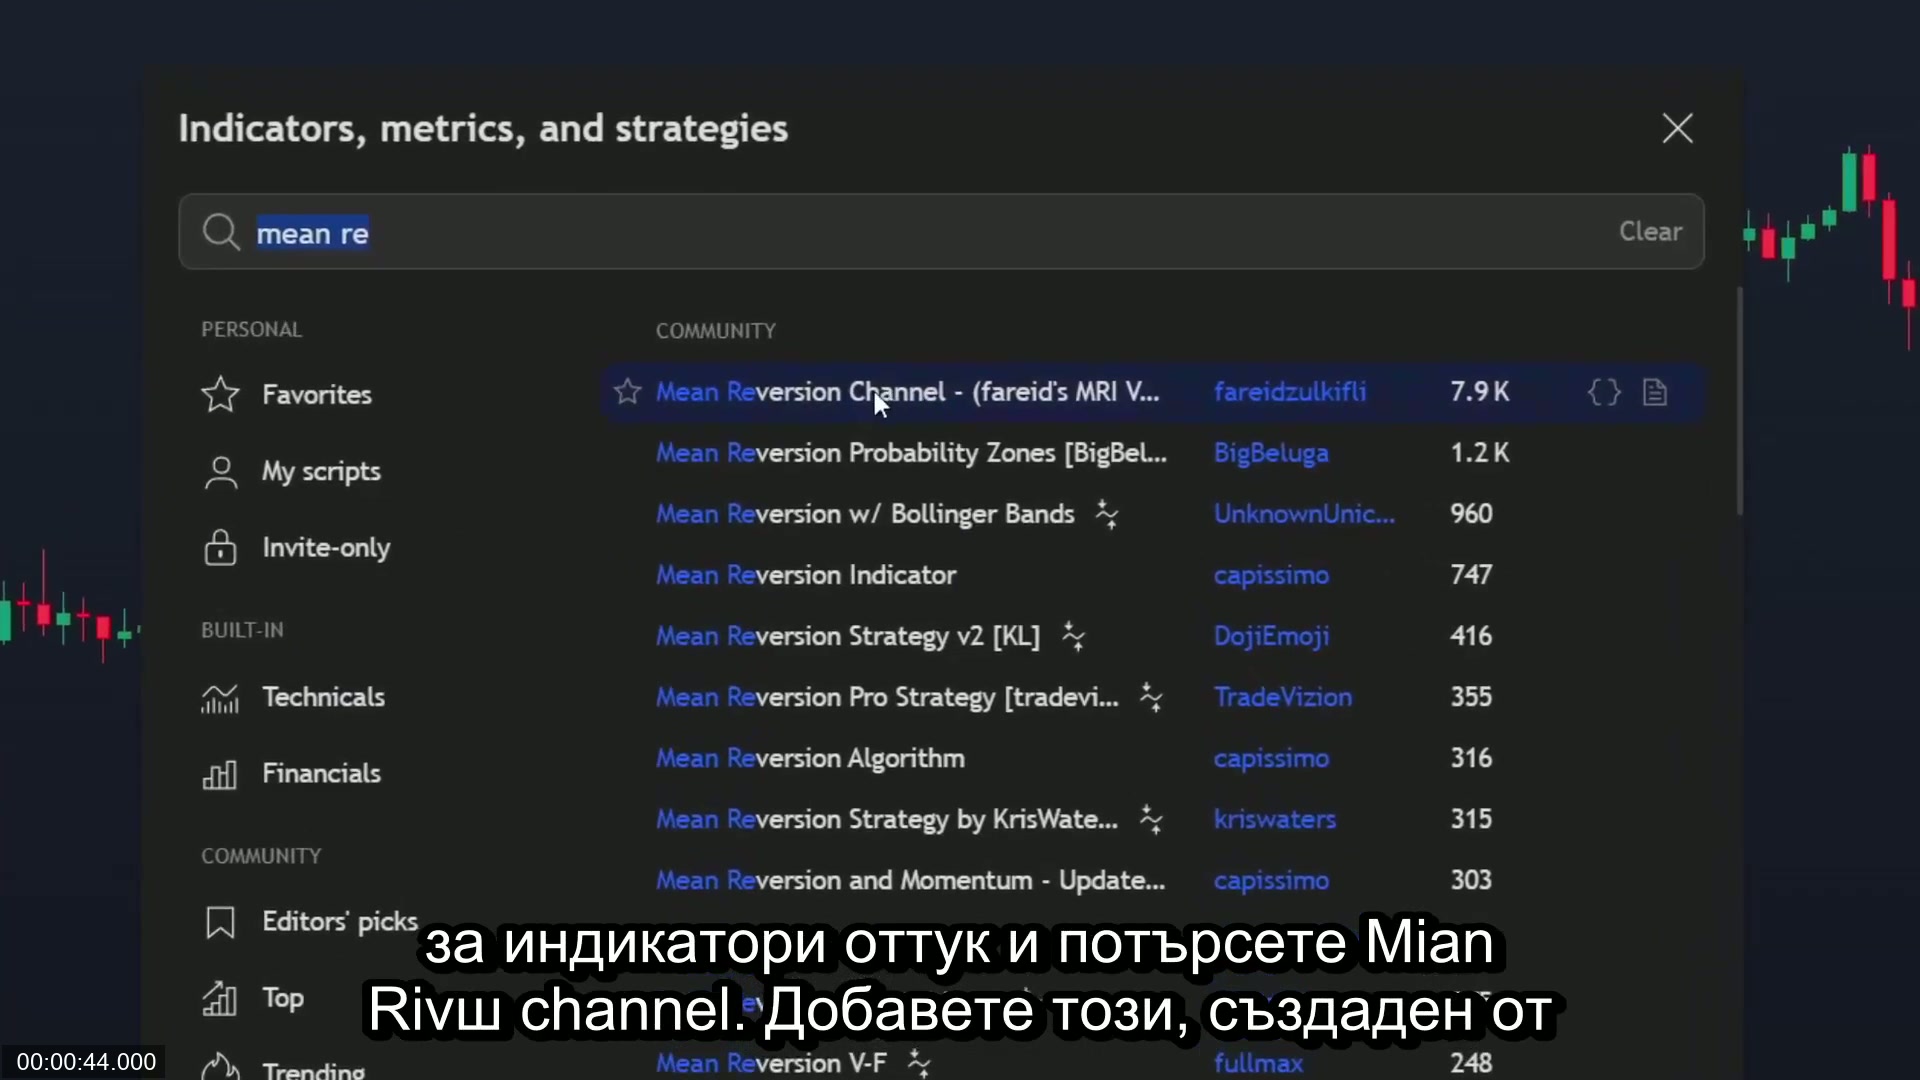 Indicators, metrics, and strategies
mean re
Clear
PERSONAL
Favorites
My scripts
Invite-only
BUILT-IN
Technicals
Financials
COMMUNITY
Editors' picks
Top
Trending
COMMUNITY
Mean Reversion Channel - (fareid's MRI V... fareidzulkifli 7.9 K
Mean Reversion Probability Zones [BigBel... BigBeluga 1.2 K
Mean Reversion w/ Bollinger Bands UnknownUnic... 960
Mean Reversion Indicator capissimo 747
Mean Reversion Strategy v2 [KL] DojiEmoji 416
Mean Reversion Pro Strategy [tradevi... TradeVizion 355
Mean Reversion Algorithm capissimo 316
Mean Reversion Strategy by KrisWate... kriswaters 315
Mean Reversion and Momentum - Update... capissimo 303
Mean Reversion V-F fullmax 248
за индикатори оттук и потърсете Mian
Rivш channel. Добавете този, създаден от
00:00:44.000